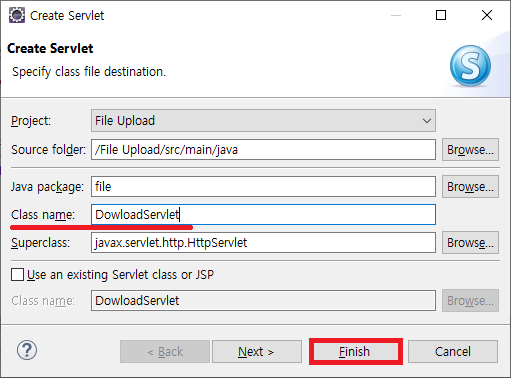 Create Servlet
Create Servlet
Specify class file destination.
S
Project: File Upload
Source folder: /File Upload/src/main/java Browse...
Java package: file Browse...
Class name: DowloadServlet
Superclass: javax.servlet.http.HttpServlet Browse...
Use an existing Servlet class or JSP
Class name: DowloadServlet Browse...
? < Back Next > Finish Cancel